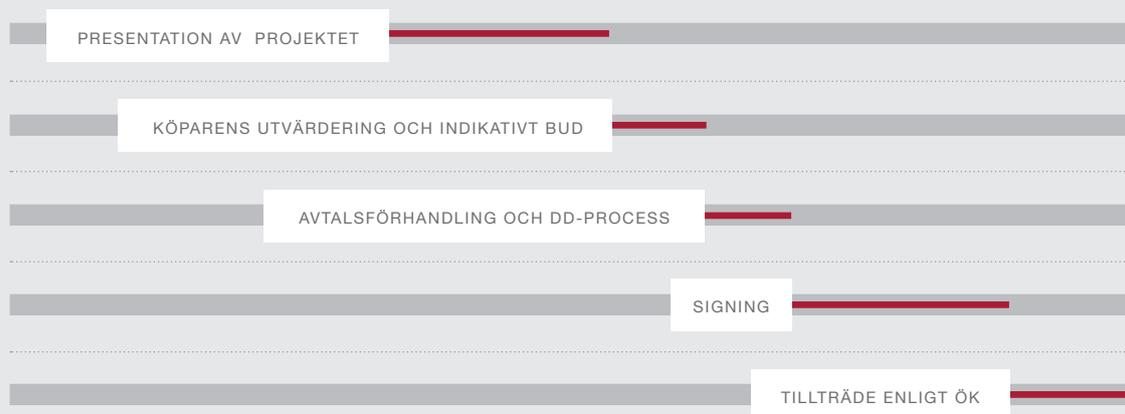 PRESENTATION AV  PROJEKTET
KÖPARENS UTVÄRDERING OCH INDIKATIVT BUD
AVTALSFÖRHANDLING OCH DD-PROCESS
SIGNING
TILLTRÄDE ENLIGT ÖK